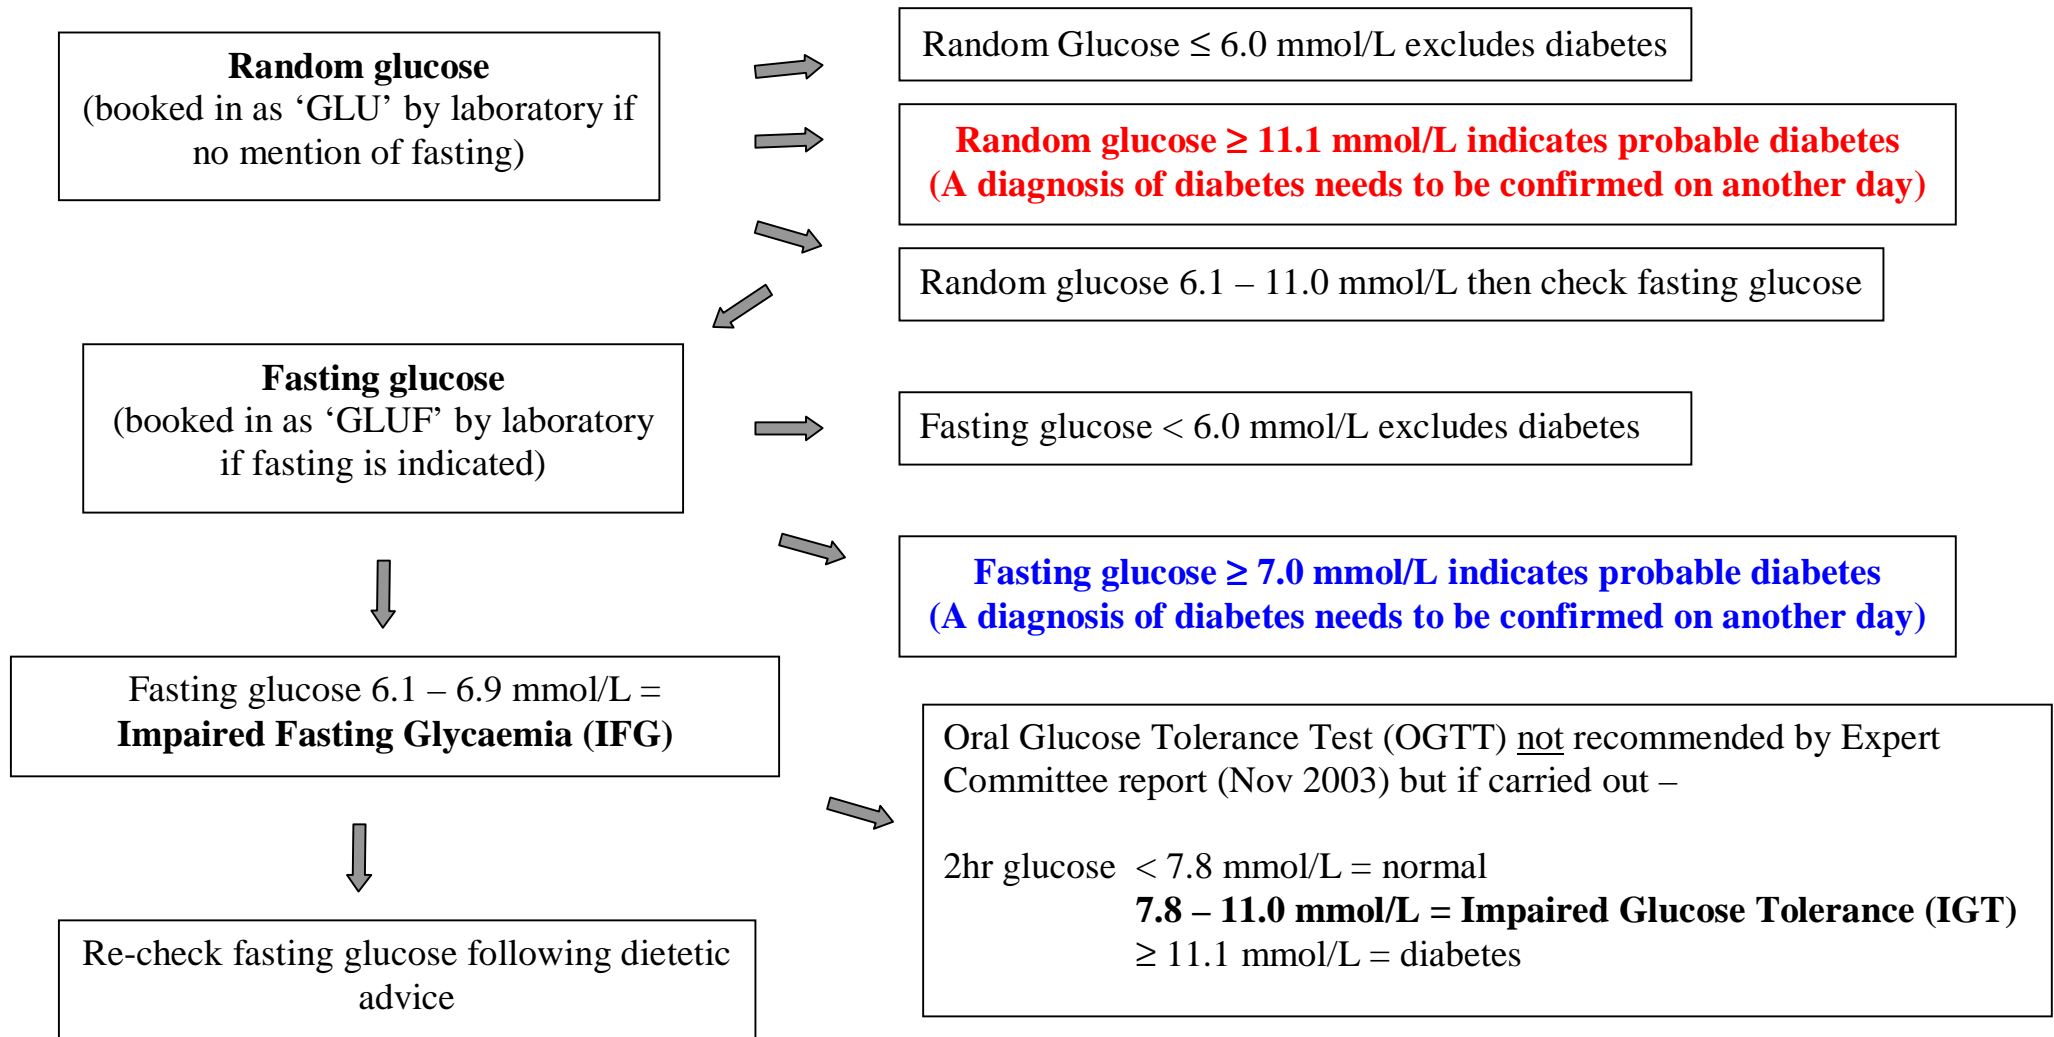 Random glucose
(booked in as ‘GLU’ by laboratory if
no mention of fasting)
Random Glucose ≤ 6.0 mmol/L excludes diabetes
Random glucose ≥ 11.1 mmol/L indicates probable diabetes
(A diagnosis of diabetes needs to be confirmed on another day)
Random glucose 6.1 – 11.0 mmol/L then check fasting glucose
Fasting glucose
(booked in as ‘GLUF’ by laboratory
if fasting is indicated)
Fasting glucose < 6.0 mmol/L excludes diabetes
Fasting glucose ≥ 7.0 mmol/L indicates probable diabetes
(A diagnosis of diabetes needs to be confirmed on another day)
Fasting glucose 6.1 – 6.9 mmol/L =
Impaired Fasting Glycaemia (IFG)
Oral Glucose Tolerance Test (OGTT) not recommended by Expert
Committee report (Nov 2003) but if carried out –
2hr glucose < 7.8 mmol/L = normal
7.8 – 11.0 mmol/L = Impaired Glucose Tolerance (IGT)
≥ 11.1 mmol/L = diabetes
Re-check fasting glucose following dietetic
advice